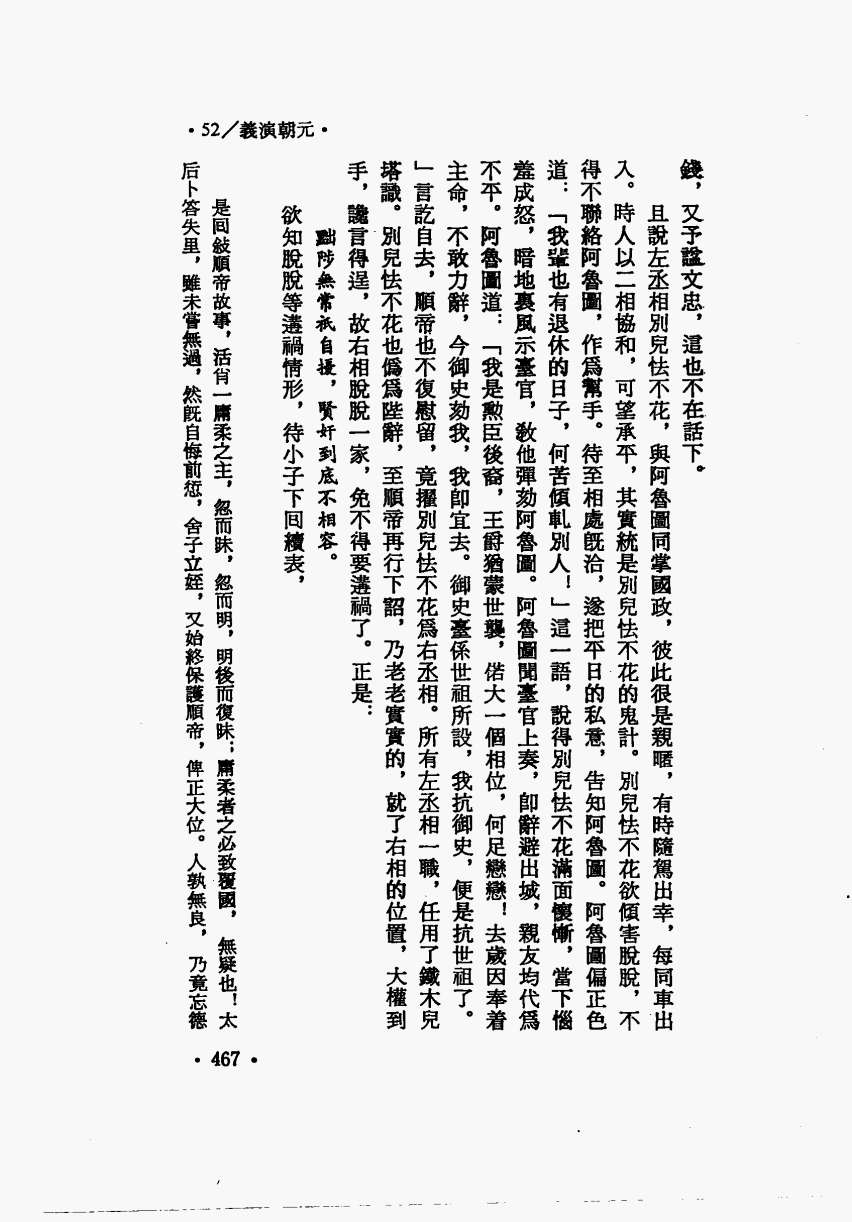 •52／義演朝元•
錢，又予諡文忠，這也不在話下。
且說左丞相別兒怯不花，與阿魯圖同掌國政，彼此很是親暱，有時隨駕出幸，每同車出
入。時人以二相協和，可望承平，其實統是別兒怯不花的鬼計。別兒怯不花欲傾害脫脫，不
得不聯絡阿魯圖，作爲幫手。待至相處旣洽，遂把平日的私意，告知阿魯圖。阿魯圖偏正色
道：「我輩也有退休的日子，何苦傾軋別人！」這一語，說得別兒怯不花滿面懷慚，當下惱
羞成怒，暗地裏風示臺官，敎他彈劾阿魯圖。阿魯圖聞臺官上奏，卽辭避出城，親友均代爲
不平。阿魯圖道：「我是勲臣後裔，王爵猶蒙世襲，偌大一個相位，何足戀戀！去歲因奉着
主命，不敢力辭，今御史劾我，我卽宜去。御史臺係世祖所設，我抗御史，便是抗世祖了。
」言訖自去，順帝也不復慰留，竟擢別兒怯不花爲右丞相。所有左丞相一職，任用了鐵木兒
塔識。別兒怯不花也僞爲陛辭，至順帝再行下詔，乃老老實實的，就了右相的位置，大權到
手，讒言得逞，故右相脫脫一家，免不得要遘禍了。正是：
黜陟無常祇自擾，賢奸到底不相容。
欲知脫脫等遘禍情形，待小子下囘續表，
是囘敍順帝故事，活肖一庸柔之主，忽而昧，忽而明，明後而復昧；庸柔者之必致覆國，無疑也！太
后卜答失里，雖未嘗無過，然旣自悔前愆，舍子立姪，又始終保護順帝，俾正大位。人孰無良，乃竟忘德
•467•